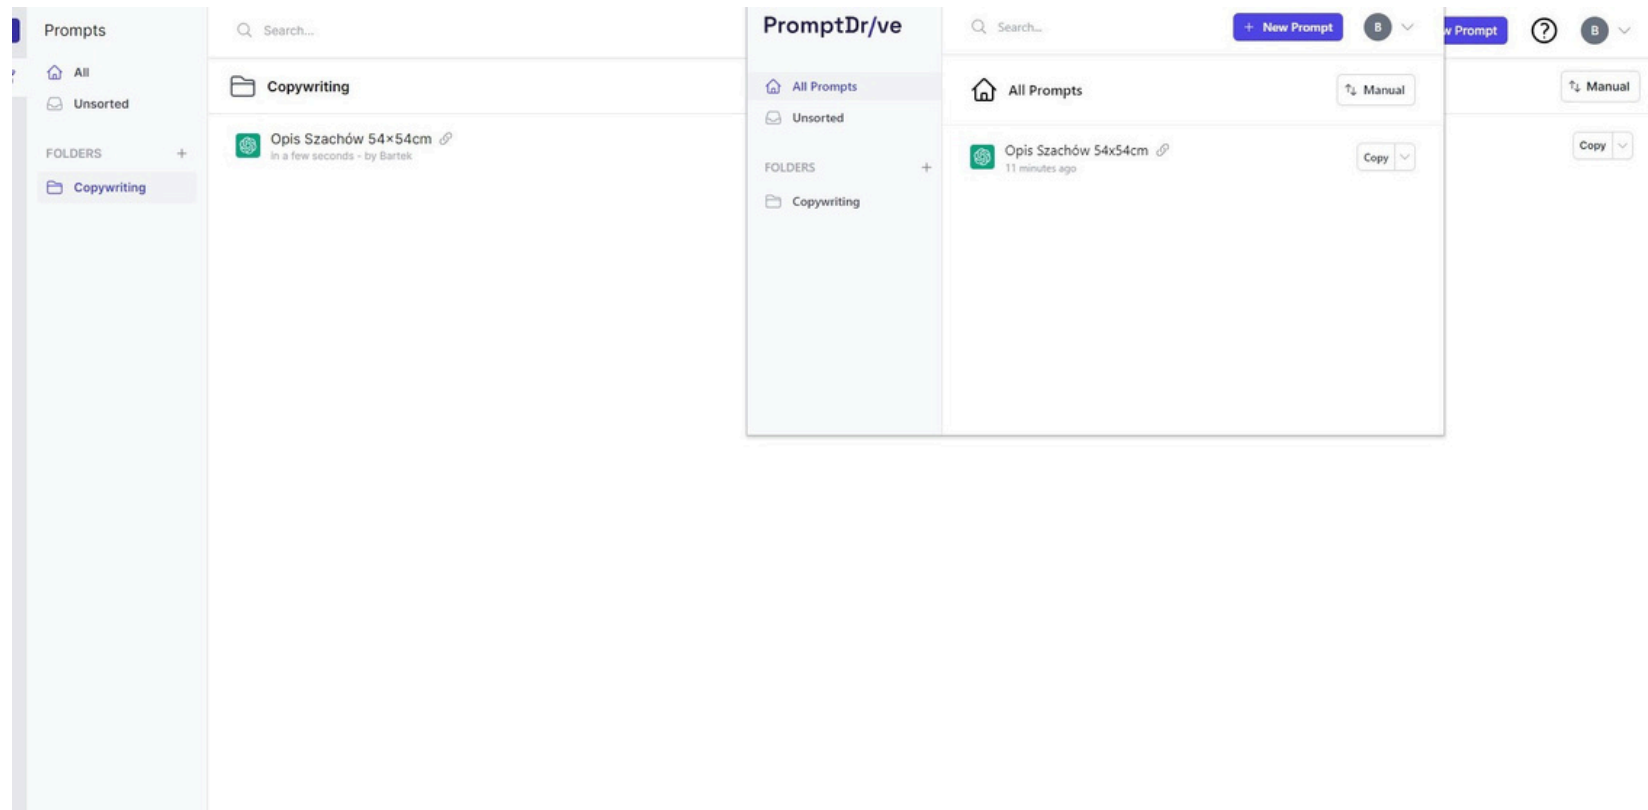 Prompts
All
Unsorted
FOLDERS +
Copywriting
Search...
Copywriting
Opis Szachów 54×54cm
in a few seconds - by Bartek
PromptDr/ve
All Prompts
Unsorted
FOLDERS +
Copywriting
Search...
+ New Prompt
B
All Prompts
Manual
Opis Szachów 54x54cm
11 minutes ago
Copy
Prompt
?
B
Manual
Copy